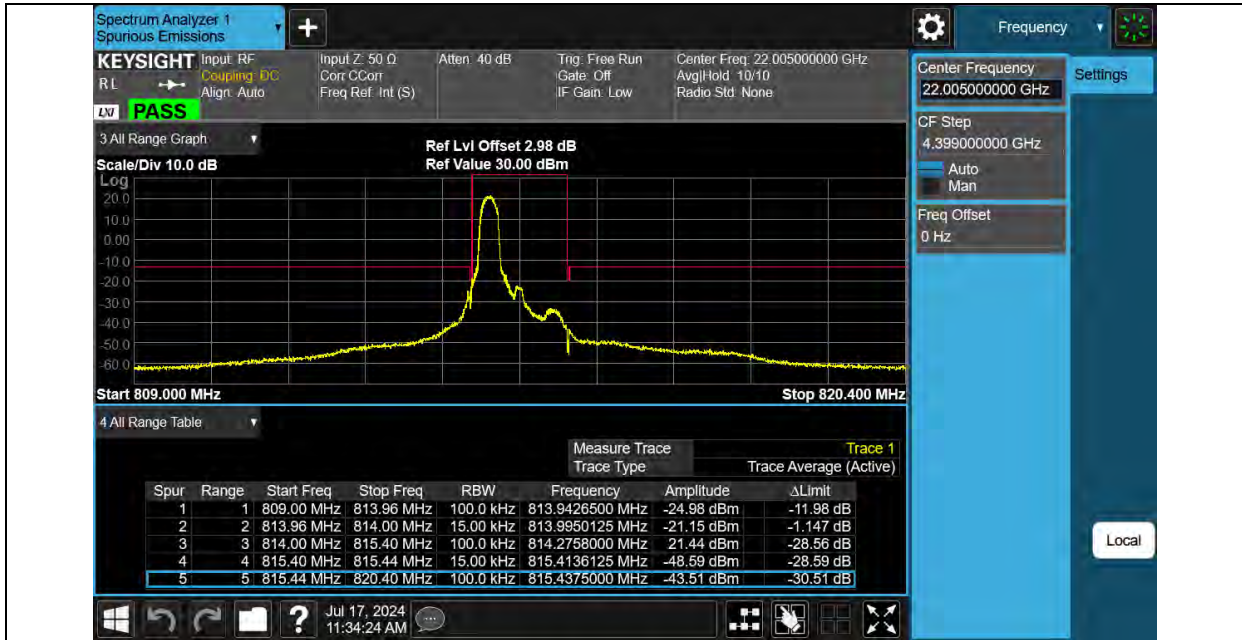 Spectrum Analyzer 1
Spurious Emissions
Frequency
KEYSIGHT
R L
LXI
PASS
Input: RF
Coupling: DC
Align: Auto
Input Z: 50 Ω
Corr CCorr
Freq Ref: Int (S)
Atten: 40 dB
Trig: Free Run
Gate: Off
IF Gain: Low
Center Freq: 22.005000000 GHz
Avg|Hold: 10/10
Radio Std: None
Center Frequency
22.005000000 GHz
Settings
CF Step
4.399000000 GHz
Auto
Man
Freq Offset
0 Hz
3 All Range Graph
Ref Lvl Offset 2.98 dB
Scale/Div 10.0 dB
Ref Value 30.00 dBm
Log
20.0
10.0
0.00
-10.0
-20.0
-30.0
-40.0
-50.0
-60.0
Start 809.000 MHz
Stop 820.400 MHz
4 All Range Table
Measure Trace Trace 1
Trace Type Trace Average (Active)
Spur Range Start Freq Stop Freq RBW Frequency Amplitude ΔLimit
1 1 809.00 MHz 813.96 MHz 100.0 kHz 813.9426500 MHz -24.98 dBm -11.98 dB
2 2 813.96 MHz 814.00 MHz 15.00 kHz 813.9950125 MHz -21.15 dBm -1.147 dB
3 3 814.00 MHz 815.40 MHz 100.0 kHz 814.2758000 MHz 21.44 dBm -28.56 dB
4 4 815.40 MHz 815.44 MHz 15.00 kHz 815.4136125 MHz -48.59 dBm -28.59 dB
5 5 815.44 MHz 820.40 MHz 100.0 kHz 815.4375000 MHz -43.51 dBm -30.51 dB
Local
Jul 17, 2024
11:34:24 AM